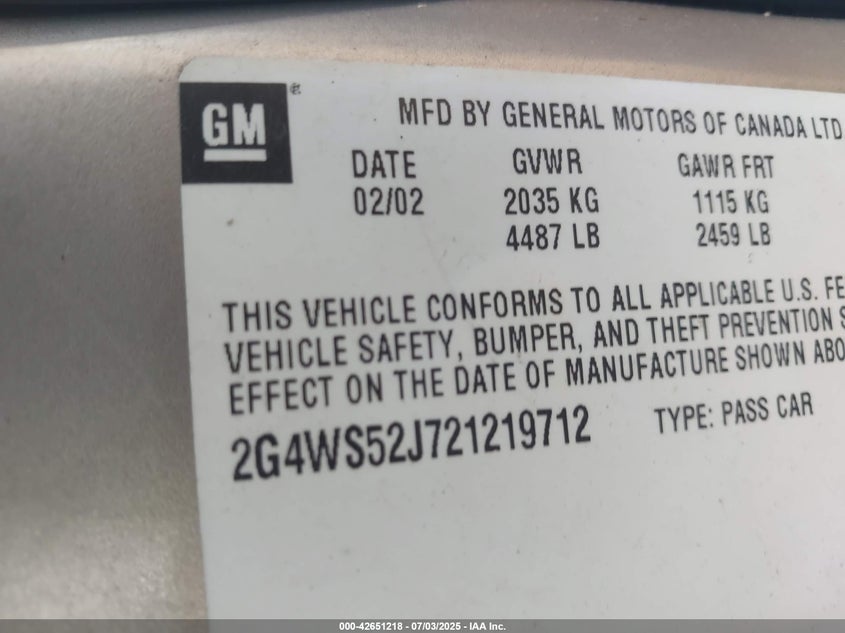 GM ®
MFD BY GENERAL MOTORS OF CANADA LTD
DATE GVWR GAWR FRT
02/02 2035 KG 1115 KG
4487 LB 2459 LB
THIS VEHICLE CONFORMS TO ALL APPLICABLE U.S. FE
VEHICLE SAFETY, BUMPER, AND THEFT PREVENTION S
EFFECT ON THE DATE OF MANUFACTURE SHOWN ABO
2G4WS52J721219712 TYPE: PASS CAR
000-42651218 - 07/03/2025 - IAA Inc.